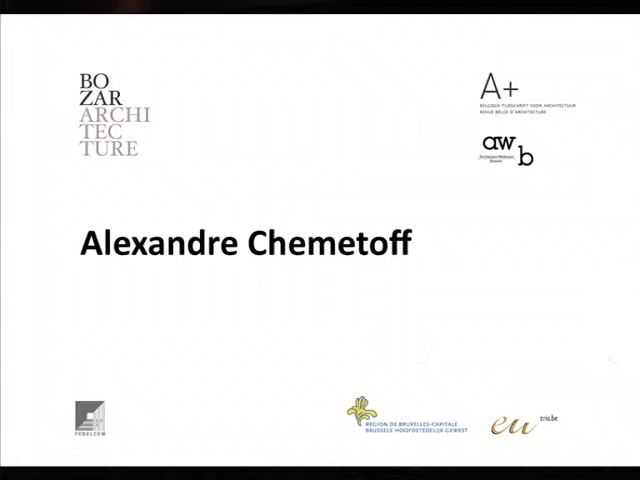 BO
ZAR
ARCHI
TEC
TURE
A+
BELGISCH TIJDSCHRIFT VOOR ARCHITECTUUR
REVUE BELGE D'ARCHITECTURE
aw
b
Alexandre Chemetoff
FEBELCEM
REGION DE BRUXELLES-CAPITALE
BRUSSELS HOOFDSTEDELIJK GEWEST
eu
trio.be